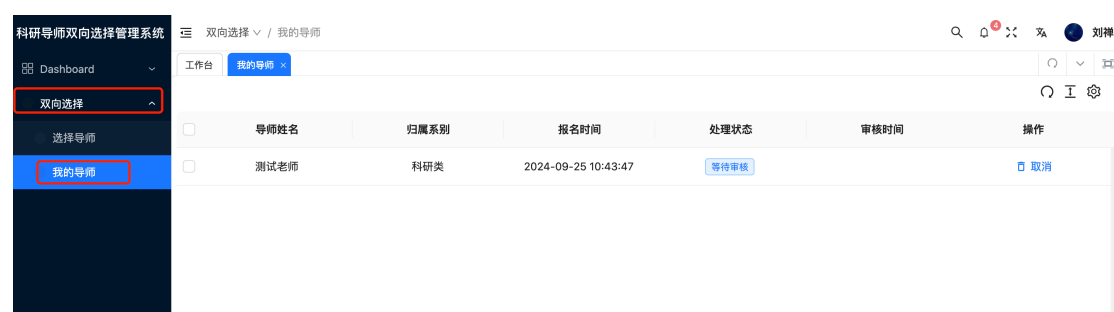 科研导师双向选择管理系统
双向选择 / 我的导师
4
刘禅
Dashboard
工作台
我的导师 ×
双向选择
选择导师
我的导师
导师姓名 归属系别 报名时间 处理状态 审核时间 操作
测试老师 科研类 2024-09-25 10:43:47 等待审核 取消